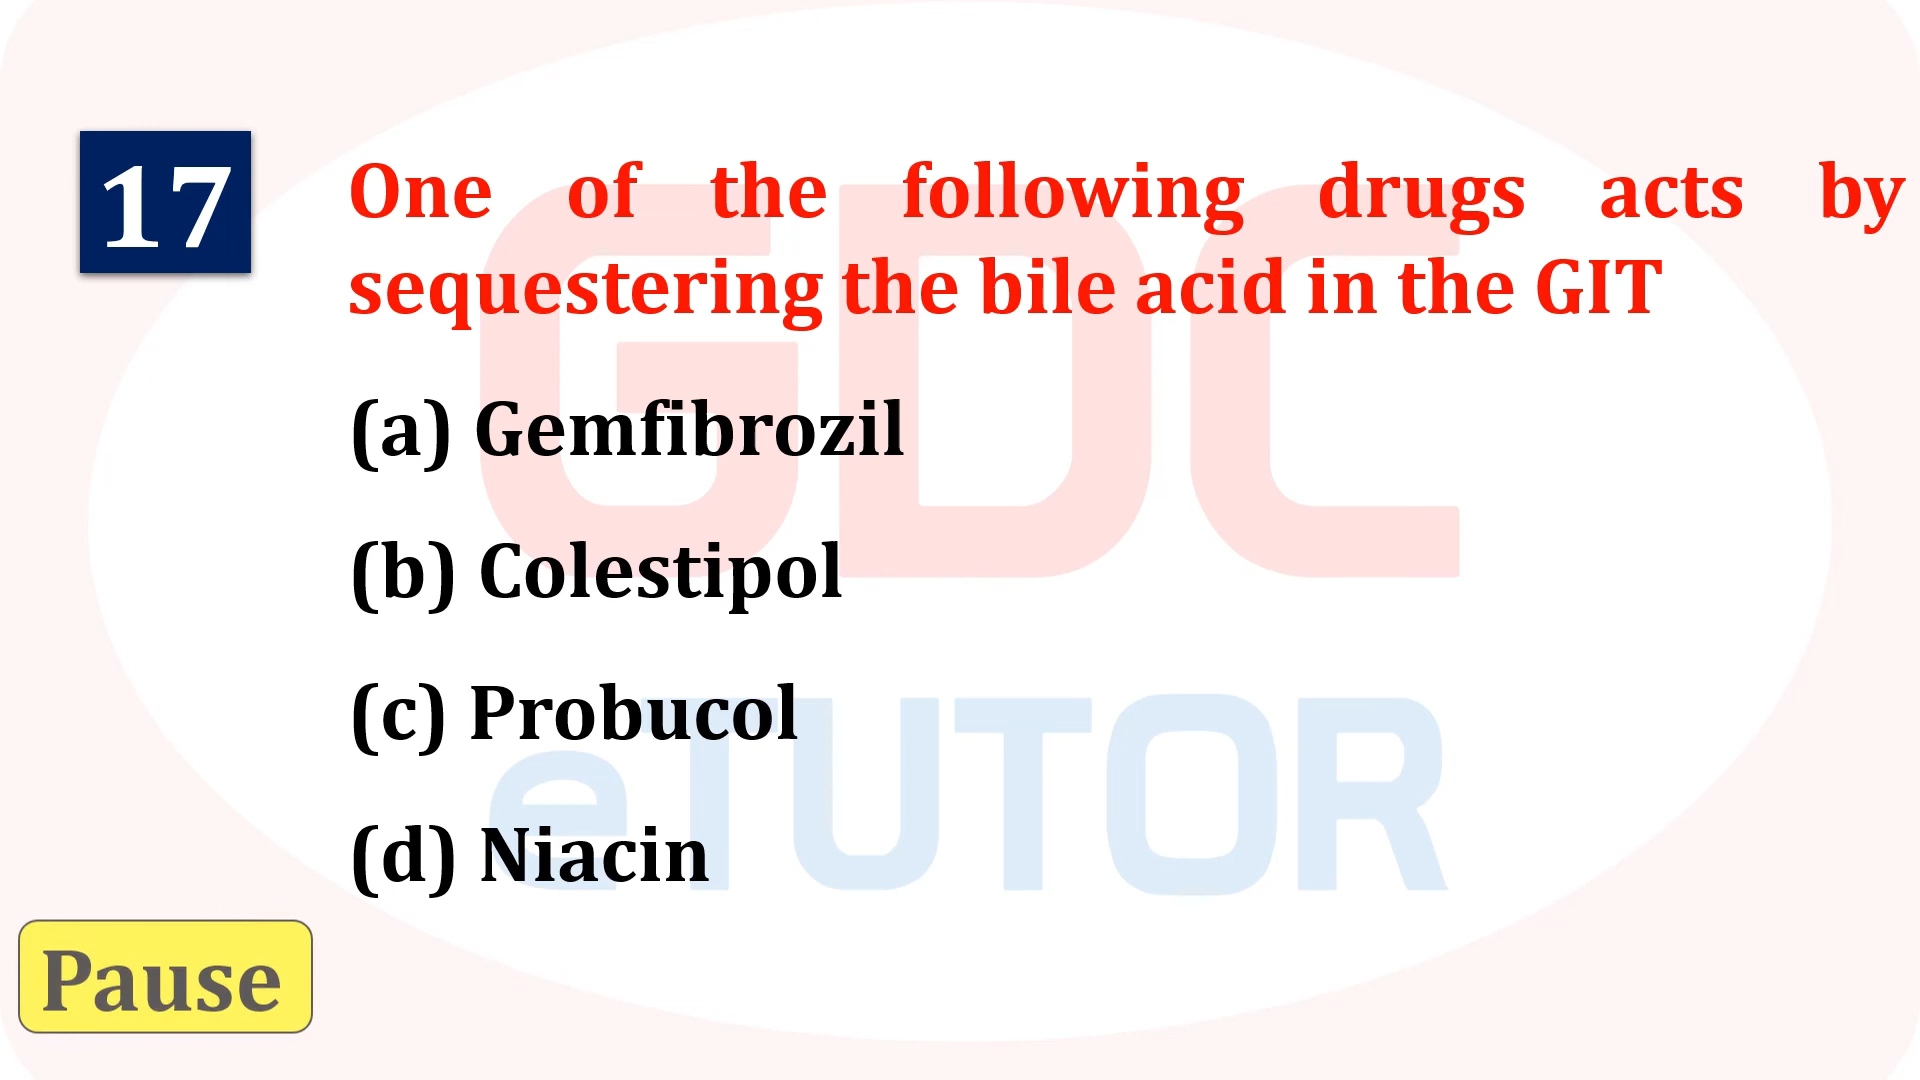 17
One of the following drugs acts by
sequestering the bile acid in the GIT
(a) Gemfibrozil
(b) Colestipol
(c) Probucol
(d) Niacin
GDC
eTUTOR
Pause